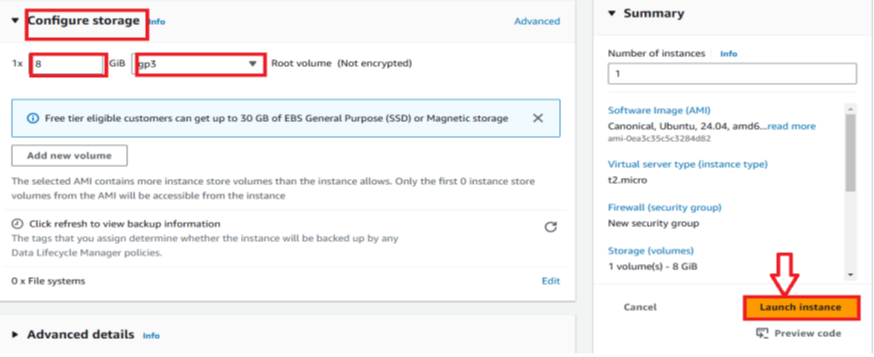 Configure storage Info Advanced
1x 8 GiB gp3 Root volume (Not encrypted)
Free tier eligible customers can get up to 30 GB of EBS General Purpose (SSD) or Magnetic storage
Add new volume
The selected AMI contains more instance store volumes than the instance allows. Only the first 0 instance store
volumes from the AMI will be accessible from the instance
Click refresh to view backup information
The tags that you assign determine whether the instance will be backed up by any
Data Lifecycle Manager policies.
0 x File systems Edit
Advanced details Info
Summary
Number of instances Info
1
Software Image (AMI)
Canonical, Ubuntu, 24.04, amd6...read more
ami-0ea3c35c5c3284d82
Virtual server type (instance type)
t2.micro
Firewall (security group)
New security group
Storage (volumes)
1 volume(s) - 8 GiB
Cancel Launch instance
Preview code